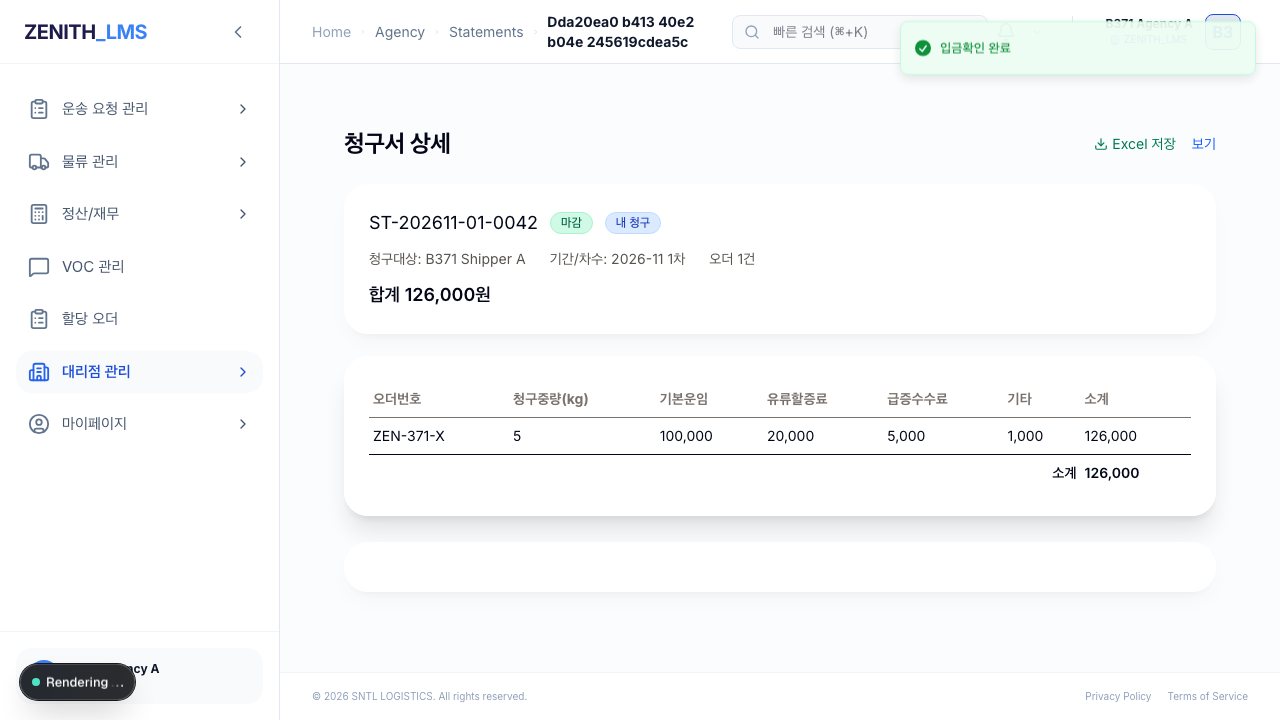 ZENITH_LMS
Home
Agency
Statements
Dda20ea0 b413 40e2
b04e 245619cdea5c
빠른 검색 (⌘+K)
B371 Agency A
B3
입금확인 완료
운송 요청 관리
물류 관리
정산/재무
VOC 관리
할당 오더
대리점 관리
마이페이지
청구서 상세
Excel 저장
보기
ST-202611-01-0042
마감
내 청구
청구대상: B371 Shipper A
기간/차수: 2026-11 1차
오더 1건
합계 126,000원
오더번호 청구중량(kg) 기본운임 유류할증료 급증수수료 기타 소계
ZEN-371-X 5 100,000 20,000 5,000 1,000 126,000
소계 126,000
ncy A
Rendering ...
© 2026 SNTL LOGISTICS. All rights reserved.
Privacy Policy
Terms of Service